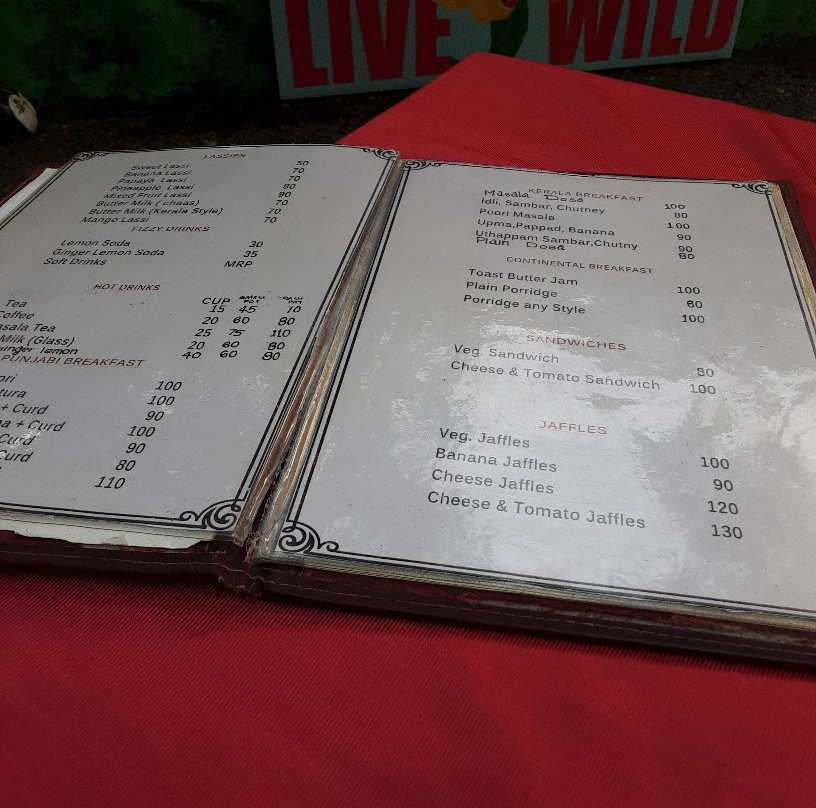 LIVE WILD
LASSIES
Sweet Lassi 50
Banana Lassi 70
Papaya Lassi 70
Pineapple Lassi 80
Mixed Fruit Lassi 90
Butter Milk ( chaas) 70
Butter Milk (Kerala Style) 70
Mango Lassi 70
FIZZY DRINKS
Lemon Soda 30
Ginger Lemon Soda 35
Soft Drinks MRP
HOT DRINKS
CUP SMALL POT
Tea 15 45 70
offee 20 60 80
sala Tea 25 75 110
Milk (Glass) 20 60 80
inger lemon 40 60 80
PUNJABI BREAKFAST
ori 100
tura 100
+ Curd 90
a + Curd 100
Curd 90
Curd 80
110
KERALA BREAKFAST
Masala Dosa 100
Idli, Sambar, Chutney 80
Poori Masala 100
Upma,Pappad, Banana 90
Uthappam Sambar,Chutny 90
Plain Dosa 80
CONTINENTAL BREAKFAST
Toast Butter Jam 100
Plain Porridge 60
Porridge any Style 100
SANDWICHES
Veg. Sandwich 80
Cheese & Tomato Sandwich 100
JAFFLES
Veg. Jaffles 100
Banana Jaffles 90
Cheese Jaffles 120
Cheese & Tomato Jaffles 130